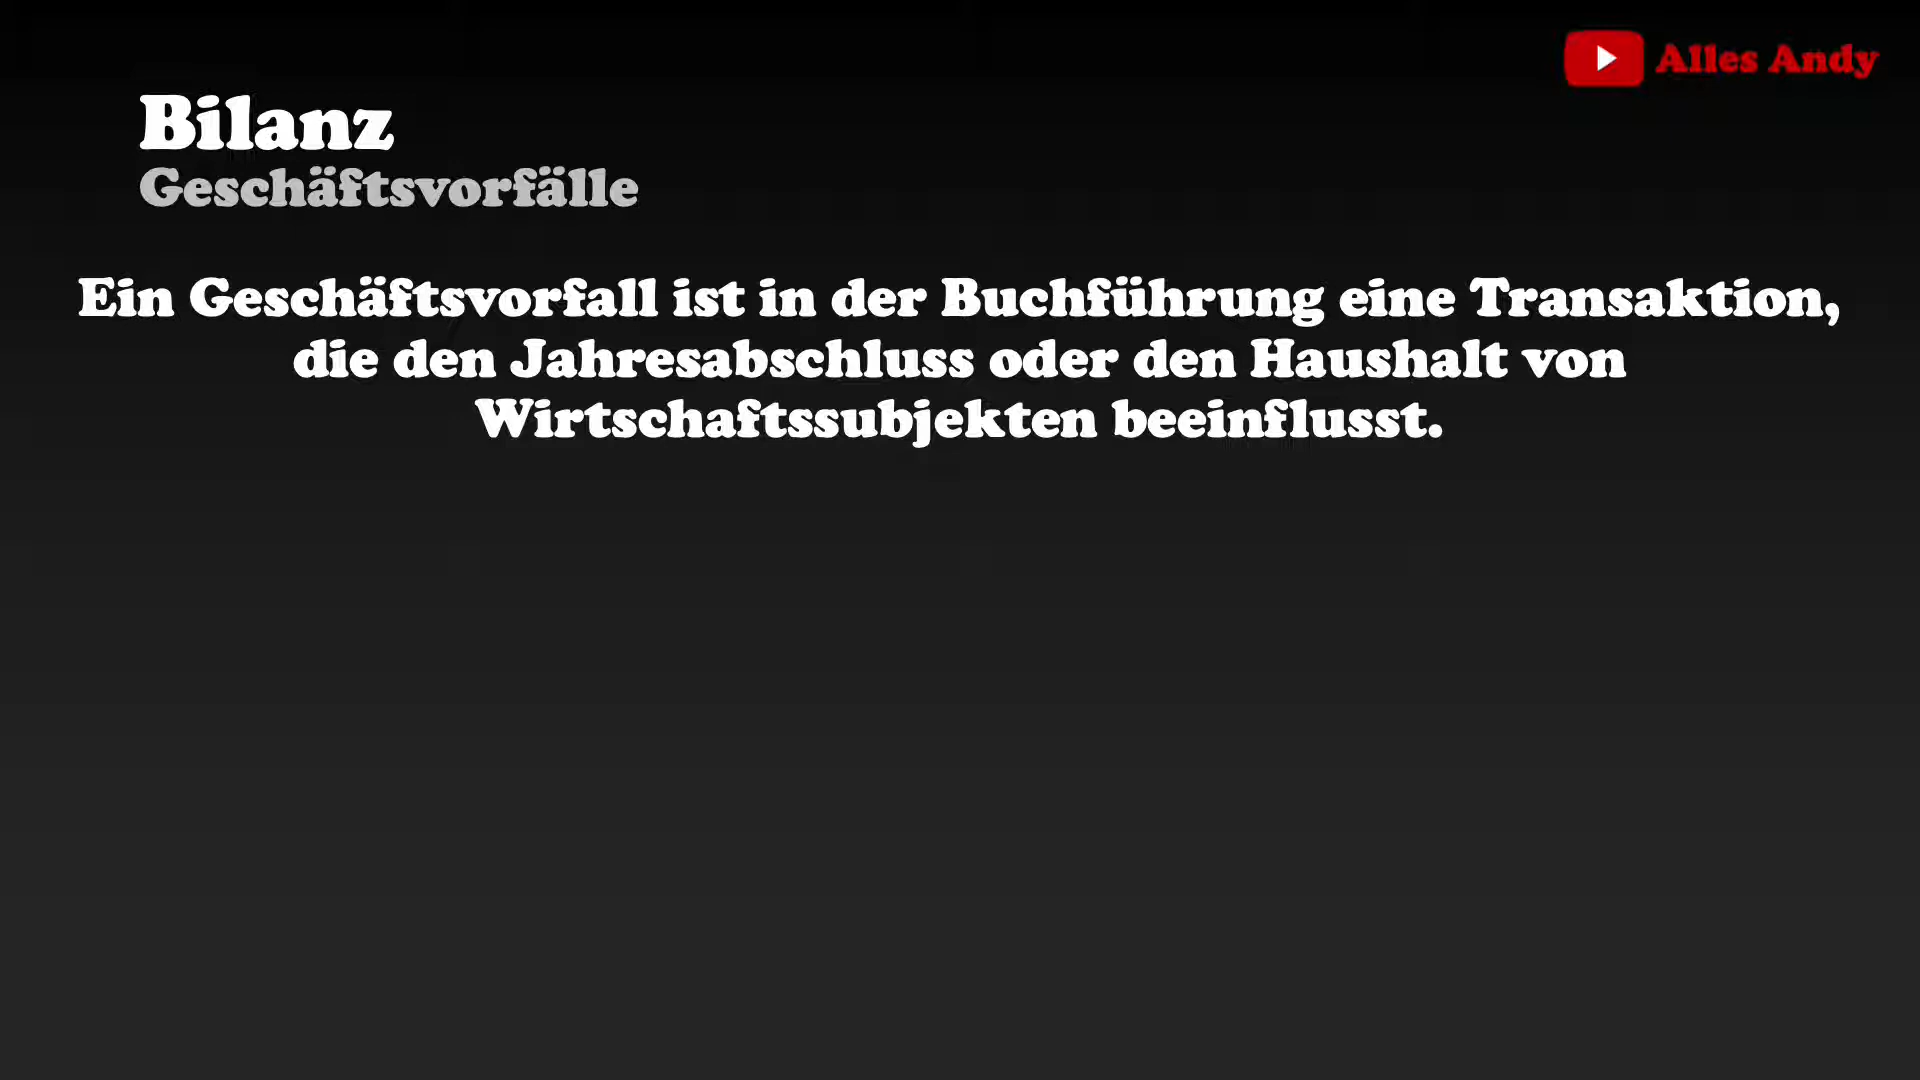 Alles Andy
Bilanz
Geschäftsvorfälle
Ein Geschäftsvorfall ist in der Buchführung eine Transaktion,
die den Jahresabschluss oder den Haushalt von
Wirtschaftssubjekten beeinflusst.